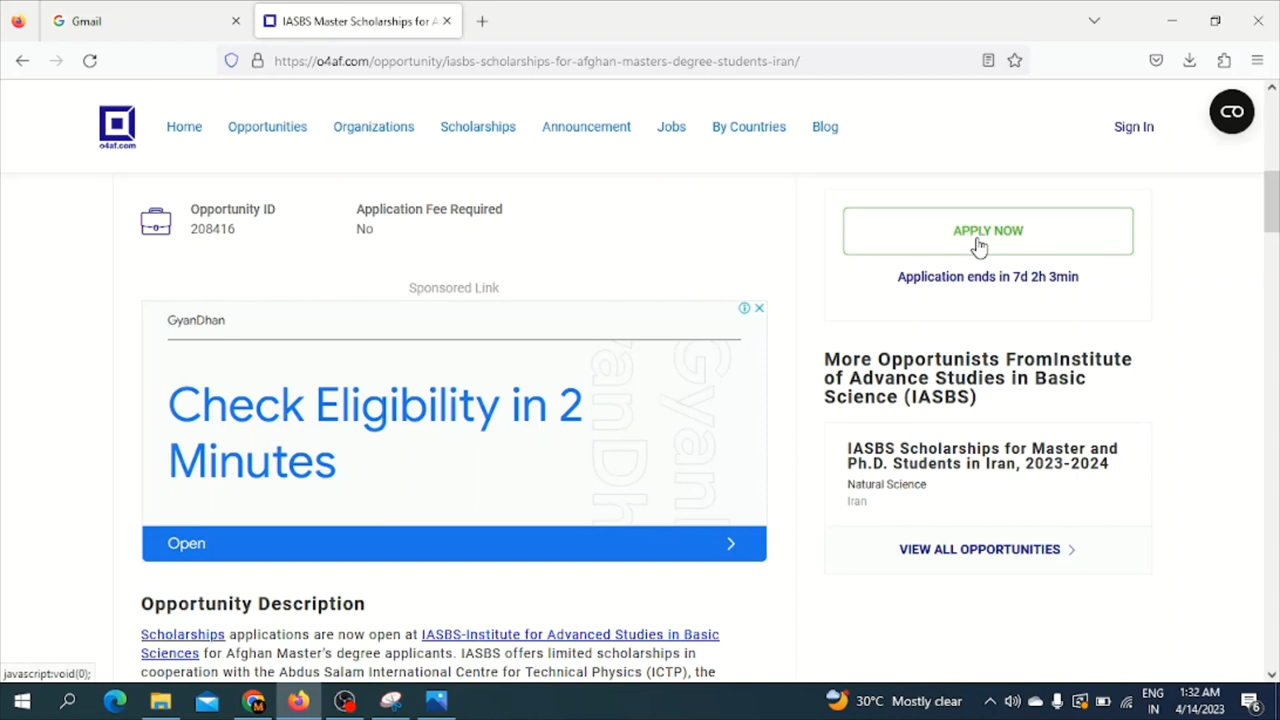 Gmail
IASBS Master Scholarships for A
https://o4af.com/opportunity/iasbs-scholarships-for-afghan-masters-degree-students-iran/
o4af.com
Home
Opportunities
Organizations
Scholarships
Announcement
Jobs
By Countries
Blog
Sign In
Opportunity ID
208416
Application Fee Required
No
APPLY NOW
Application ends in 7d 2h 3min
Sponsored Link
GyanDhan
Check Eligibility in 2
Minutes
Open
More Opportunists FromInstitute
of Advance Studies in Basic
Science (IASBS)
IASBS Scholarships for Master and
Ph.D. Students in Iran, 2023-2024
Natural Science
Iran
VIEW ALL OPPORTUNITIES
Opportunity Description
Scholarships applications are now open at IASBS-Institute for Advanced Studies in Basic
Sciences for Afghan Master's degree applicants. IASBS offers limited scholarships in
cooperation with the Abdus Salam International Centre for Technical Physics (ICTP), the
javascript:void(0);
30°C Mostly clear
ENG
IN
1:32 AM
4/14/2023
6